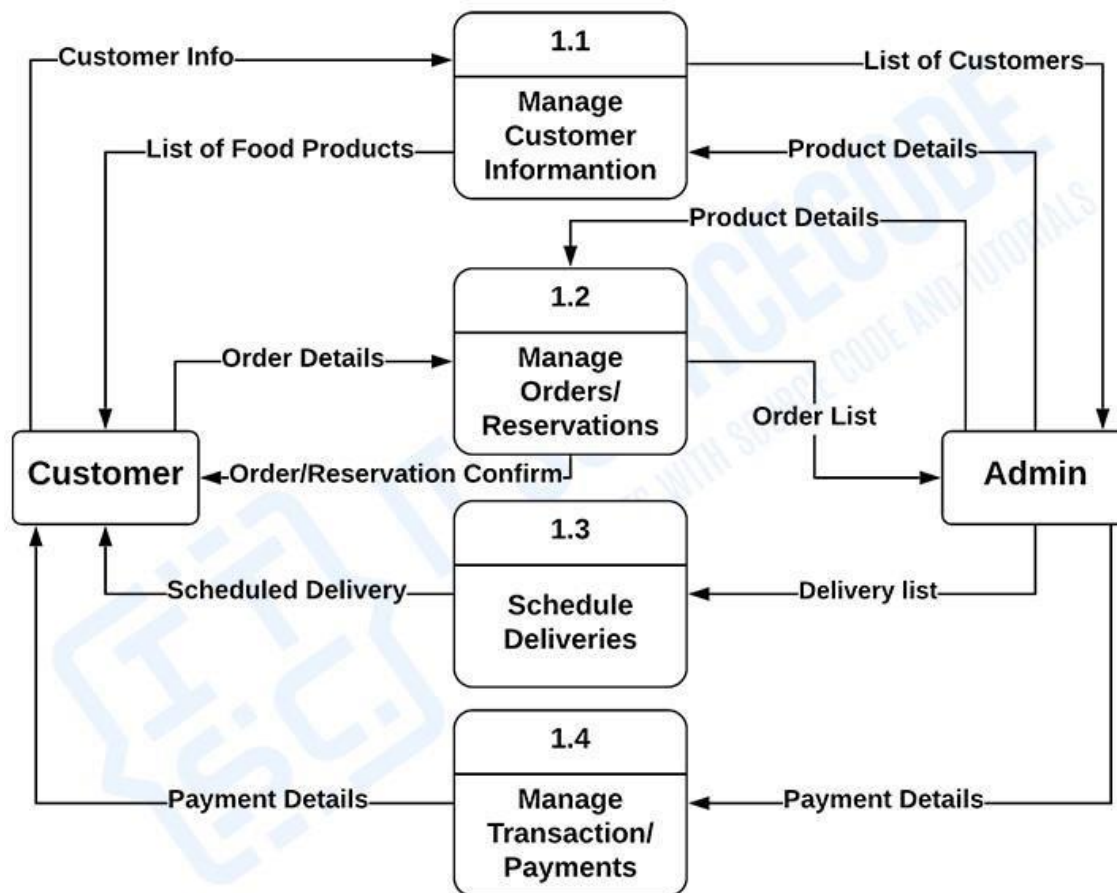 1.1
Customer Info
List of Customers
Manage
Customer
Informantion
List of Food Products
Product Details
Product Details
1.2
Order Details
Manage
Orders/
Reservations
Order List
Customer
Admin
Order/Reservation Confirm
1.3
Scheduled Delivery
Delivery list
Schedule
Deliveries
1.4
Payment Details
Payment Details
Manage
Transaction/
Payments